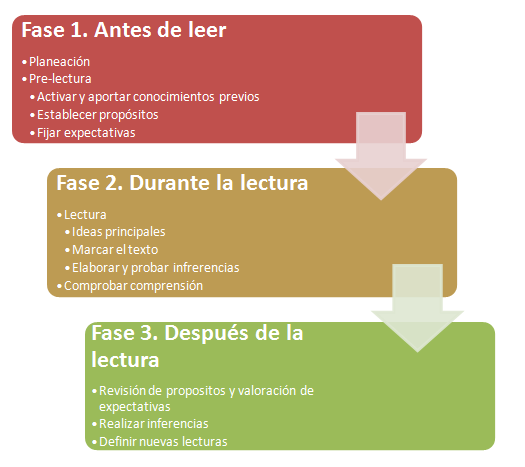 Fase 1. Antes de leer
•Planeación
•Pre-lectura
•Activar y aportar conocimientos previos
•Establecer propósitos
•Fijar expectativas
Fase 2. Durante la lectura
•Lectura
•Ideas principales
•Marcar el texto
•Elaborar y probar infrerencias
•Comprobar comprensión
Fase 3. Después de la
lectura
•Revisión de propositos y valoración de
expectativas
•Realizar inferencias
•Definir nuevas lecturas